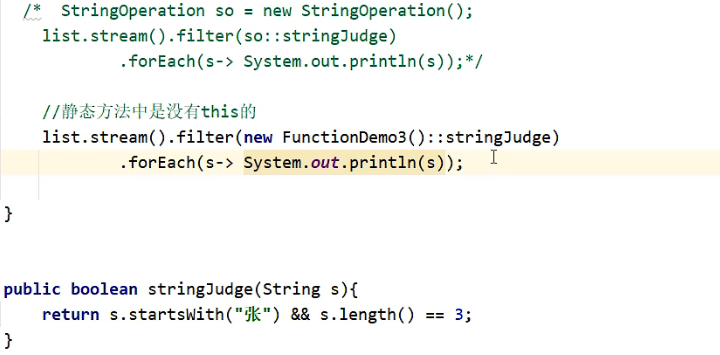 /*  StringOperation so = new StringOperation();
list.stream().filter(so::stringJudge)
.forEach(s-> System.out.println(s));*/
//静态方法中是没有this的
list.stream().filter(new FunctionDemo3()::stringJudge)
.forEach(s-> System.out.println(s));
}
public boolean stringJudge(String s){
return s.startsWith("张") && s.length() == 3;
}